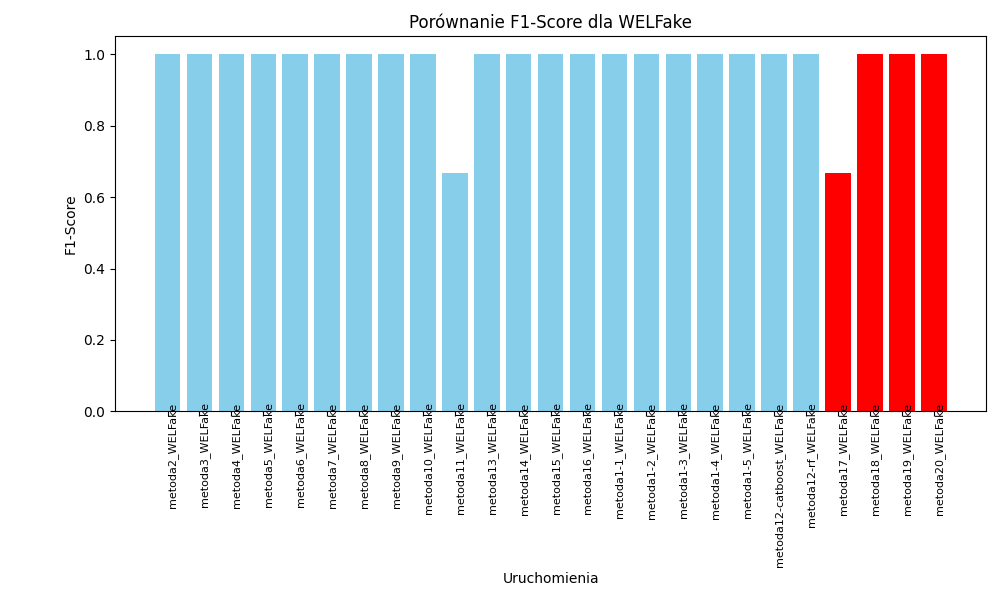 Porównanie F1-Score dla WELFake
F1-Score
1.0
0.8
0.6
0.4
0.2
0.0
metoda2_WELFake
metoda3_WELFake
metoda4_WELFake
metoda5_WELFake
metoda6_WELFake
metoda7_WELFake
metoda8_WELFake
metoda9_WELFake
metoda10_WELFake
metoda11_WELFake
metoda13_WELFake
metoda14_WELFake
metoda15_WELFake
metoda16_WELFake
metoda1-1_WELFake
metoda1-2_WELFake
metoda1-3_WELFake
metoda1-4_WELFake
metoda1-5_WELFake
metoda12-catboost_WELFake
metoda12-rf_WELFake
metoda17_WELFake
metoda18_WELFake
metoda19_WELFake
metoda20_WELFake
Uruchomienia